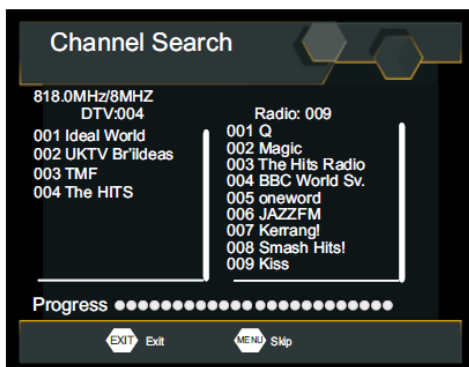 Channel Search
818.0MHz/8MHZ
DTV:004
001 Ideal World
002 UKTV Br'ildeas
003 TMF
004 The HITS
Radio: 009
001 Q
002 Magic
003 The Hits Radio
004 BBC World Sv.
005 oneword
006 JAZZFM
007 Kerrang!
008 Smash Hits!
009 Kiss
Progress
EXIT Exit
MENU Skip